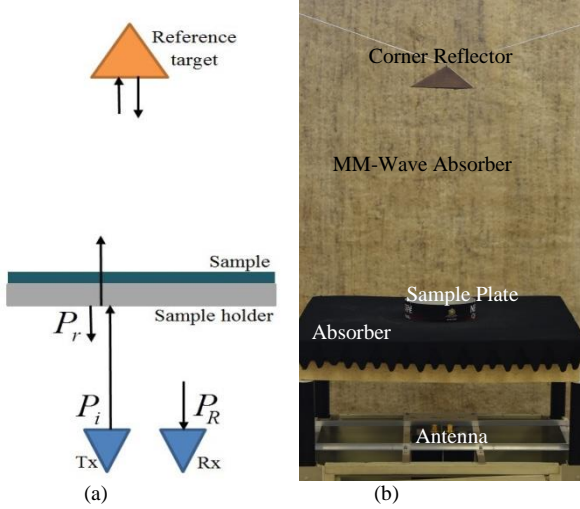 Reference
target
Sample
Sample holder
P_r
P_i
P_R
Tx
Rx
(a)
Corner Reflector
MM-Wave Absorber
Sample Plate
Absorber
Antenna
(b)